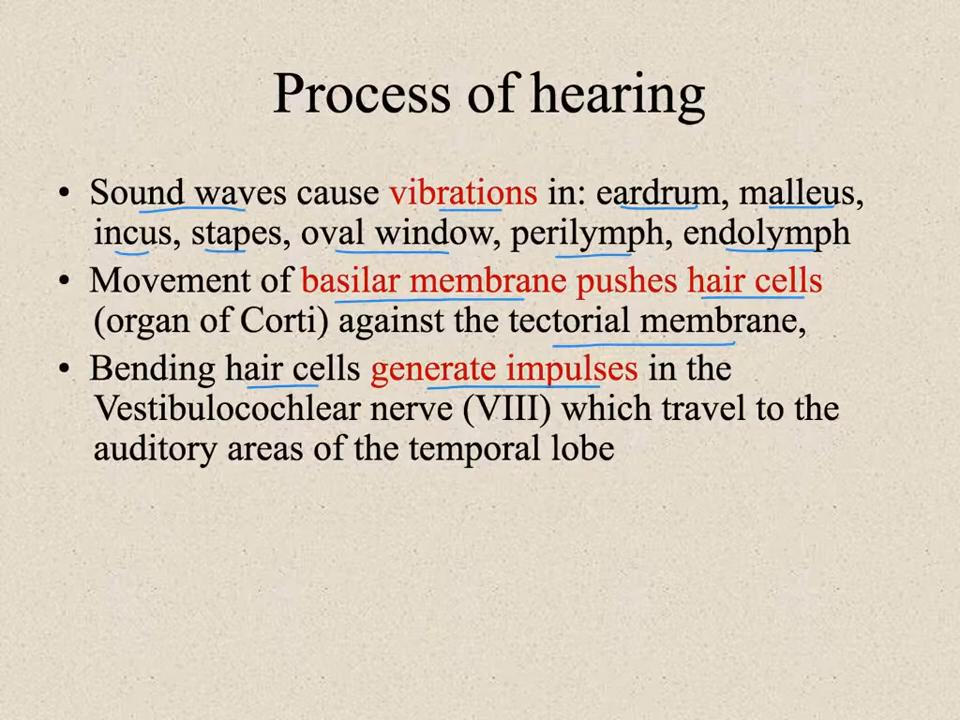 Process of hearing
• Sound waves cause vibrations in: eardrum, malleus,
incus, stapes, oval window, perilymph, endolymph
• Movement of basilar membrane pushes hair cells
(organ of Corti) against the tectorial membrane,
• Bending hair cells generate impulses in the
Vestibulocochlear nerve (VIII) which travel to the
auditory areas of the temporal lobe